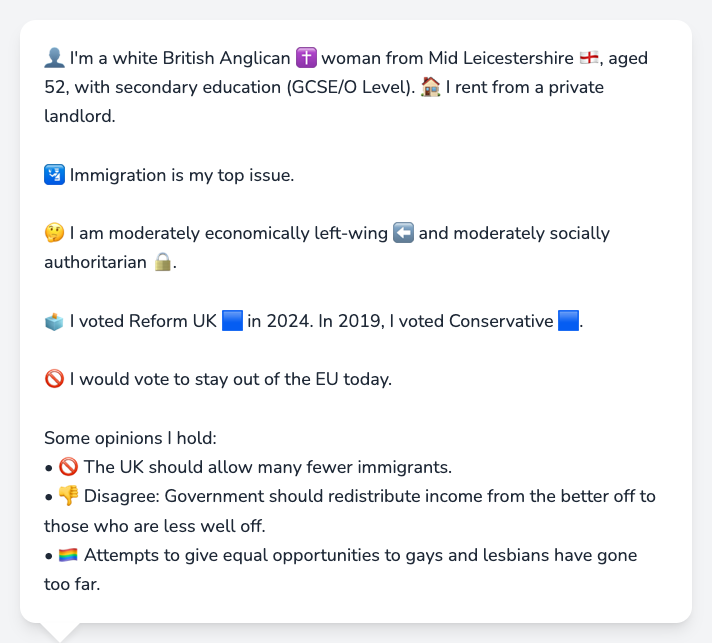 👤 I'm a white British Anglican ✝️ woman from Mid Leicestershire 🏴󠁧󠁢󠁥󠁮󠁧󠁿, aged
52, with secondary education (GCSE/O Level). 🏠 I rent from a private
landlord.
🛂 Immigration is my top issue.
🤔 I am moderately economically left-wing ⬅️ and moderately socially
authoritarian 🔒.
🗳️ I voted Reform UK 🟦 in 2024. In 2019, I voted Conservative 🟦.
🚫 I would vote to stay out of the EU today.
Some opinions I hold:
• 🚫 The UK should allow many fewer immigrants.
• 👎 Disagree: Government should redistribute income from the better off to
those who are less well off.
• 🏳️‍🌈 Attempts to give equal opportunities to gays and lesbians have gone
too far.